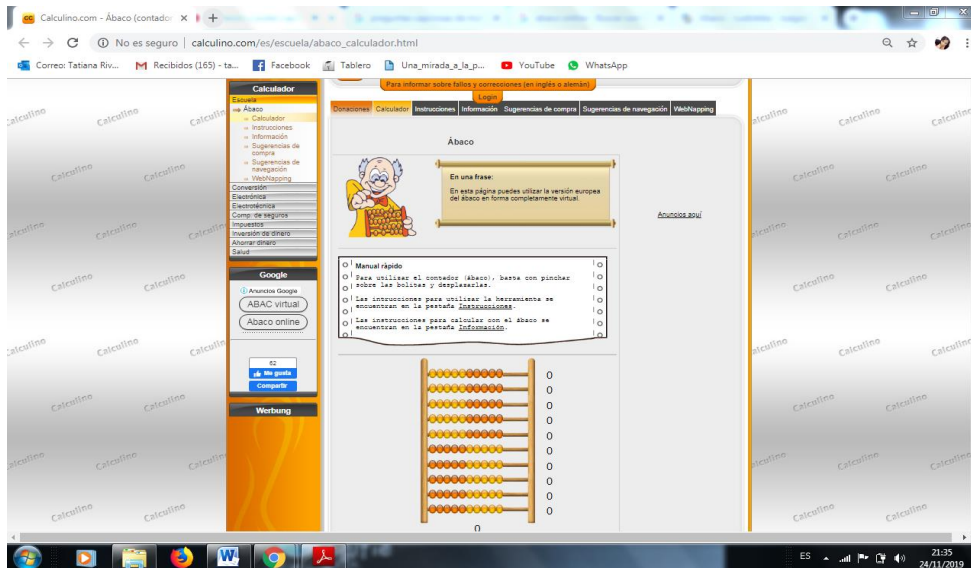 Calculino.com - Ábaco (contador
No es seguro | calculino.com/es/escuela/abaco_calculador.html
Correo: Tatiana Riv...
Recibidos (165) - ta...
Facebook
Tablero
Una_mirada_a_la_p...
YouTube
WhatsApp
Para informar sobre fallos y correcciones (en inglés o alemán)
Login
Donaciones Calculador Instrucciones Información Sugerencias de compra Sugerencias de navegación WebNapping
Calculador
Escuela
Ábaco
Calculador
Instrucciones
Información
Sugerencias de
compra
Sugerencias de
navegación
WebNapping
Conversión
Electrónica
Electrotécnica
Comp. de seguros
Impuestos
Inversión de dinero
Ahorrar dinero
Salud
Google
Anuncios Google
ABAC virtual
Abaco online
62
Me gusta
Compartir
Werbung
Ábaco
En una frase:
En esta página puedes utilizar la versión europea
del ábaco en forma completamente virtual.
Anuncios aquí
Manual rápido
Para utilizar el contador (ábaco), basta con pinchar
sobre las bolitas y desplazarlas.
Las intrucciones para utilizar la herramienta se
encuentran en la pestaña Instrucciones.
Las instrucciones para calcular con el ábaco se
encuentran en la pestaña Información.
0
0
0
0
0
0
0
0
0
0
0
Calculino
ES
21:35
24/11/2019